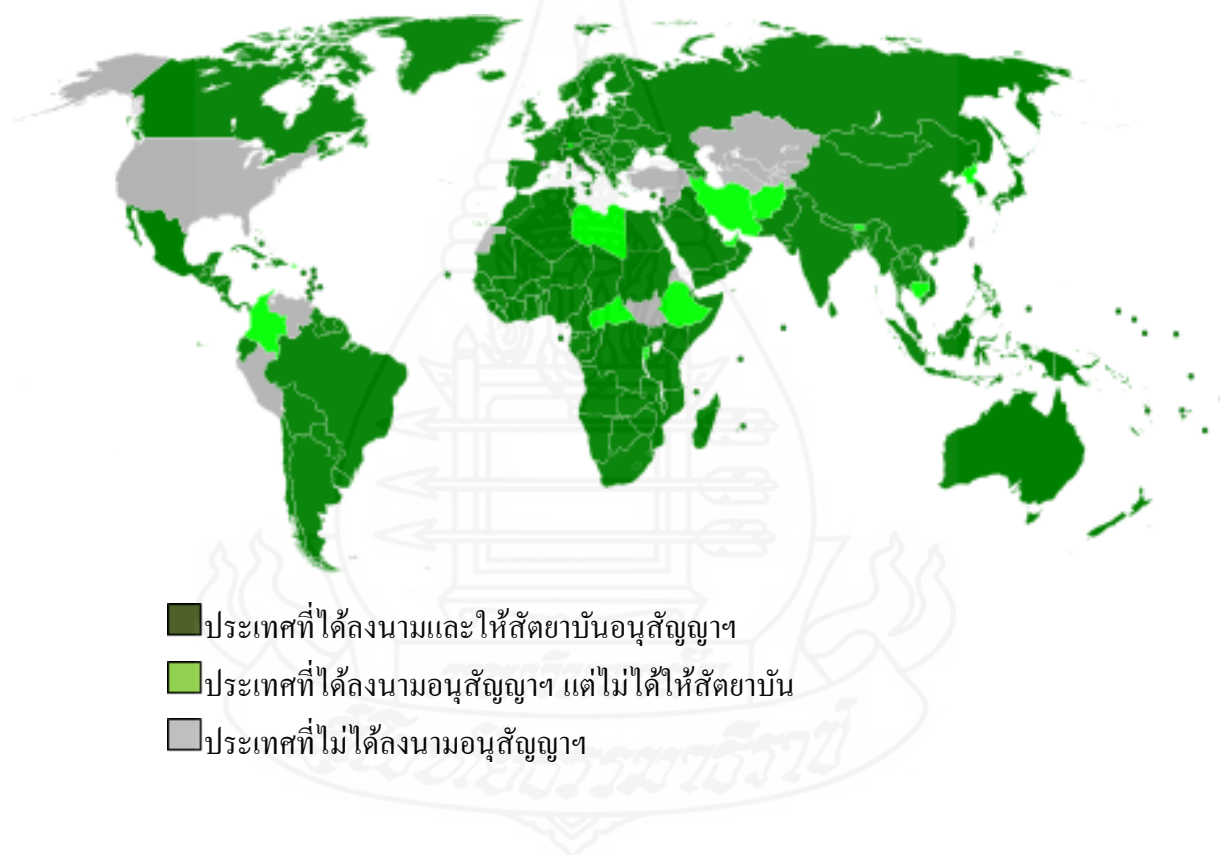 ประเทศที่ได้ลงนามและให้สัตยาบันอนุสัญญาฯ
ประเทศที่ได้ลงนามอนุสัญญาฯ แต่ไม่ได้ให้สัตยาบัน
ประเทศที่ไม่ได้ลงนามอนุสัญญาฯ